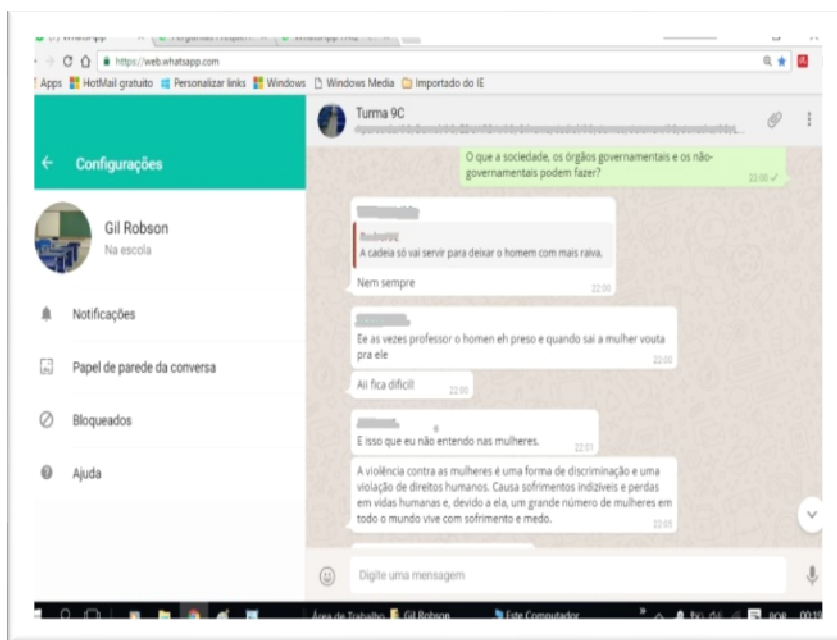 WhatsApp
https://web.whatsapp.com
Apps HotMail gratuito Personalizar links Windows Windows Media Importado do IE
Configurações
Gil Robson
Na escola
Notificações
Papel de parede da conversa
Bloqueados
Ajuda
Turma 9C
O que a sociedade, os órgãos governamentais e os não-
governamentais podem fazer?
22:00
A cadeia só vai servir para deixar o homem com mais raiva.
Nem sempre
22:00
Ee as vezes professor o homen eh preso e quando sai a mulher vouta
pra ele
22:00
Aii fica dificil!
22:00
E isso que eu não entendo nas mulheres.
22:01
A violência contra as mulheres é uma forma de discriminação e uma
violação de direitos humanos. Causa sofrimentos indizíveis e perdas
em vidas humanas e, devido a ela, um grande número de mulheres em
todo o mundo vive com sofrimento e medo.
Digite uma mensagem
Área de Trabalho Gil Robson Este Computador POR 00:19